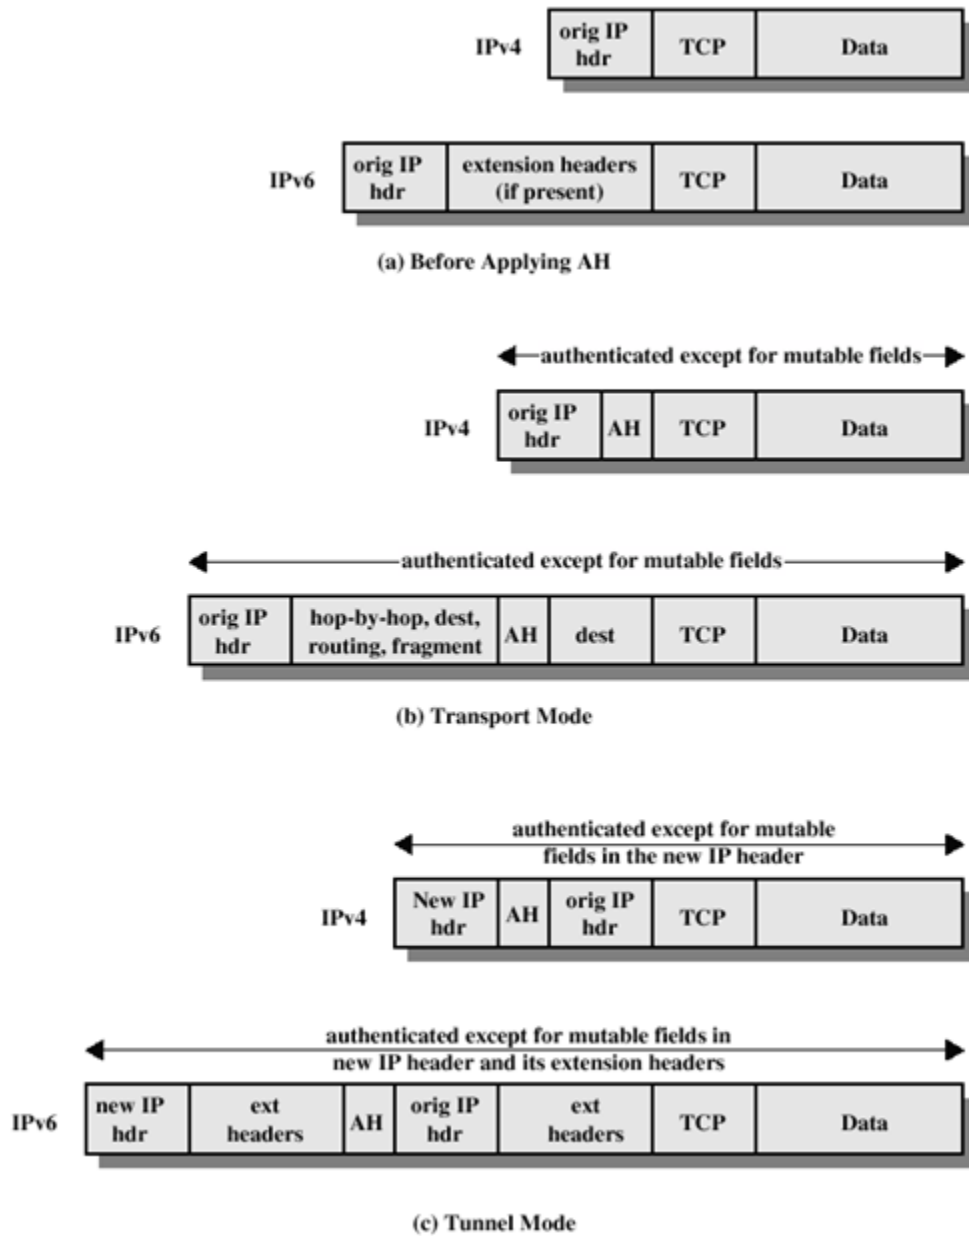 IPv4
orig IP
hdr
TCP
Data
IPv6
orig IP
hdr
extension headers
(if present)
TCP
Data
(a) Before Applying AH
authenticated except for mutable fields
IPv4
orig IP
hdr
AH
TCP
Data
authenticated except for mutable fields
IPv6
orig IP
hdr
hop-by-hop, dest,
routing, fragment
AH
dest
TCP
Data
(b) Transport Mode
authenticated except for mutable
fields in the new IP header
IPv4
New IP
hdr
AH
orig IP
hdr
TCP
Data
authenticated except for mutable fields in
new IP header and its extension headers
IPv6
new IP
hdr
ext
headers
AH
orig IP
hdr
ext
headers
TCP
Data
(c) Tunnel Mode